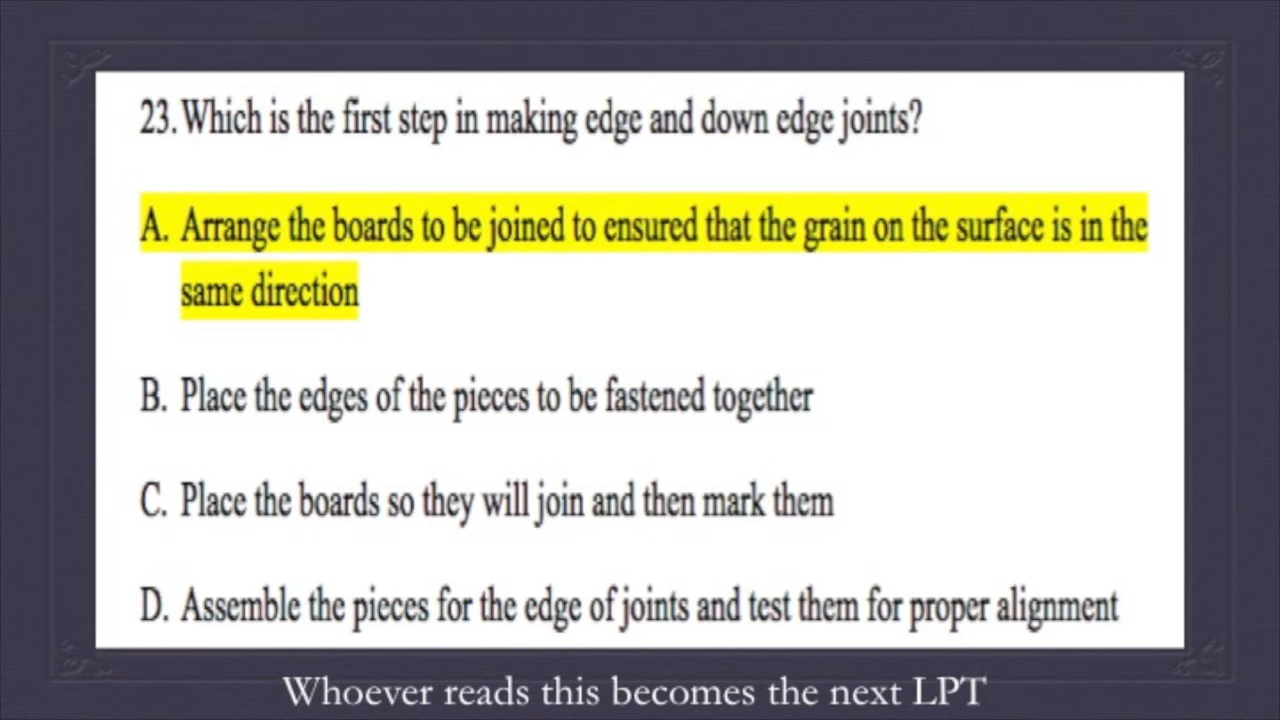 23. Which is the first step in making edge and down edge joints?
A. Arrange the boards to be joined to ensured that the grain on the surface is in the
same direction
B. Place the edges of the pieces to be fastened together
C. Place the boards so they will join and then mark them
D. Assemble the pieces for the edge of joints and test them for proper alignment
Whoever reads this becomes the next LPT